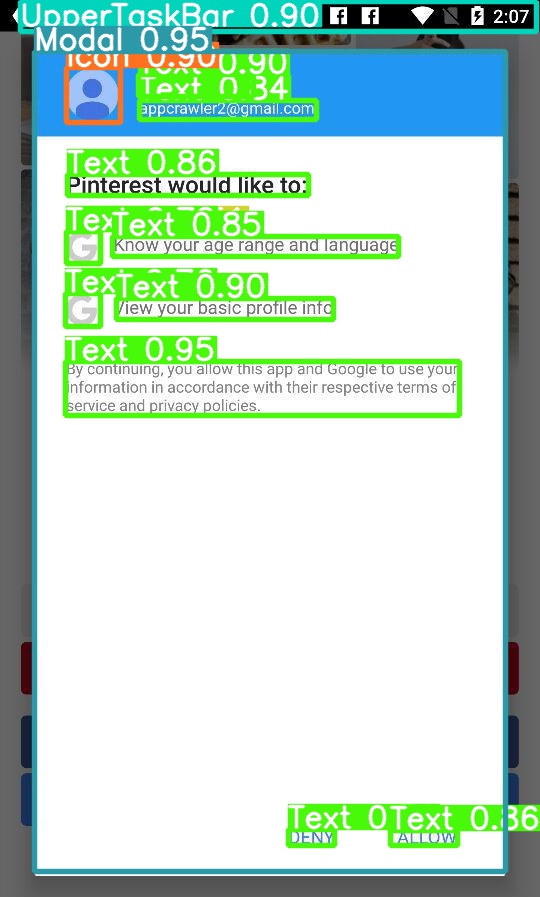 UpperTaskBar 0.90 2:07
Modal 0.95
Icon 0.90 Text 0.90
Text 0.84
appcrawler2@gmail.com
Text 0.86
Pinterest would like to:
Text 0.85
G Know your age range and language
Text 0.90
G View your basic profile info
Text 0.95
By continuing, you allow this app and Google to use your
information in accordance with their respective terms of
service and privacy policies.
Text 0 Text 0.86
DENY ALLOW